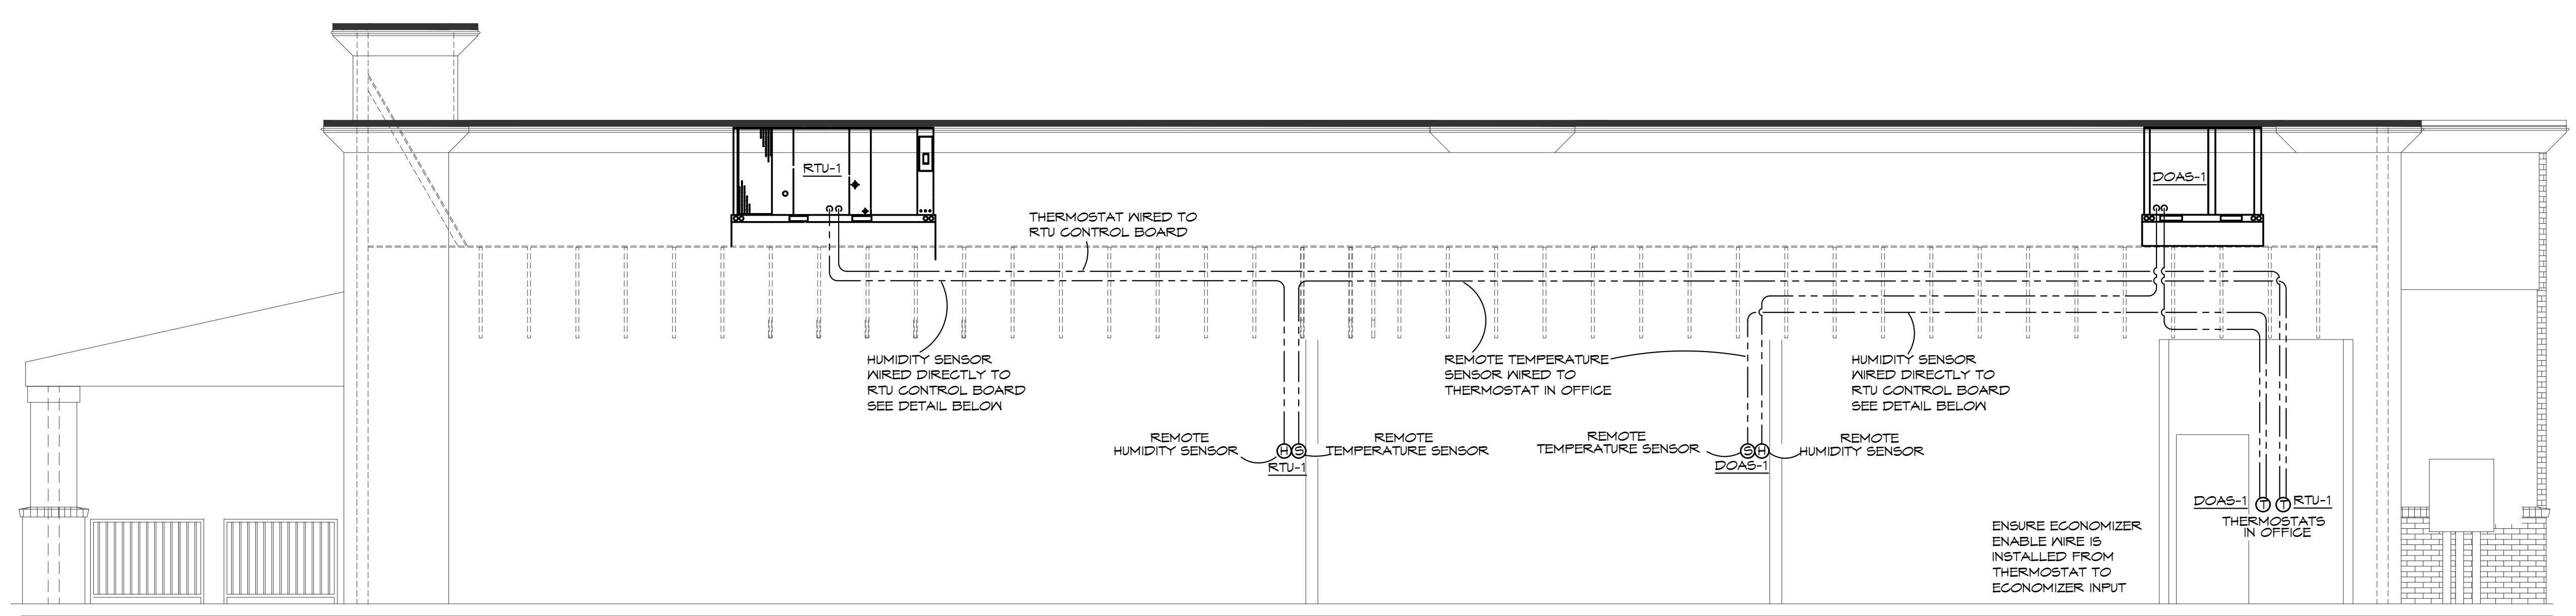 RTU-1
DOAS-1
THERMOSTAT WIRED TO
RTU CONTROL BOARD
HUMIDITY SENSOR
WIRED DIRECTLY TO
RTU CONTROL BOARD
SEE DETAIL BELOW
REMOTE TEMPERATURE
SENSOR WIRED TO
THERMOSTAT IN OFFICE
HUMIDITY SENSOR
WIRED DIRECTLY TO
RTU CONTROL BOARD
SEE DETAIL BELOW
REMOTE
HUMIDITY SENSOR
H S
RTU-1
REMOTE
TEMPERATURE SENSOR
REMOTE
TEMPERATURE SENSOR
S H
DOAS-1
REMOTE
HUMIDITY SENSOR
DOAS-1 T T RTU-1
THERMOSTATS
IN OFFICE
ENSURE ECONOMIZER
ENABLE WIRE IS
INSTALLED FROM
THERMOSTAT TO
ECONOMIZER INPUT